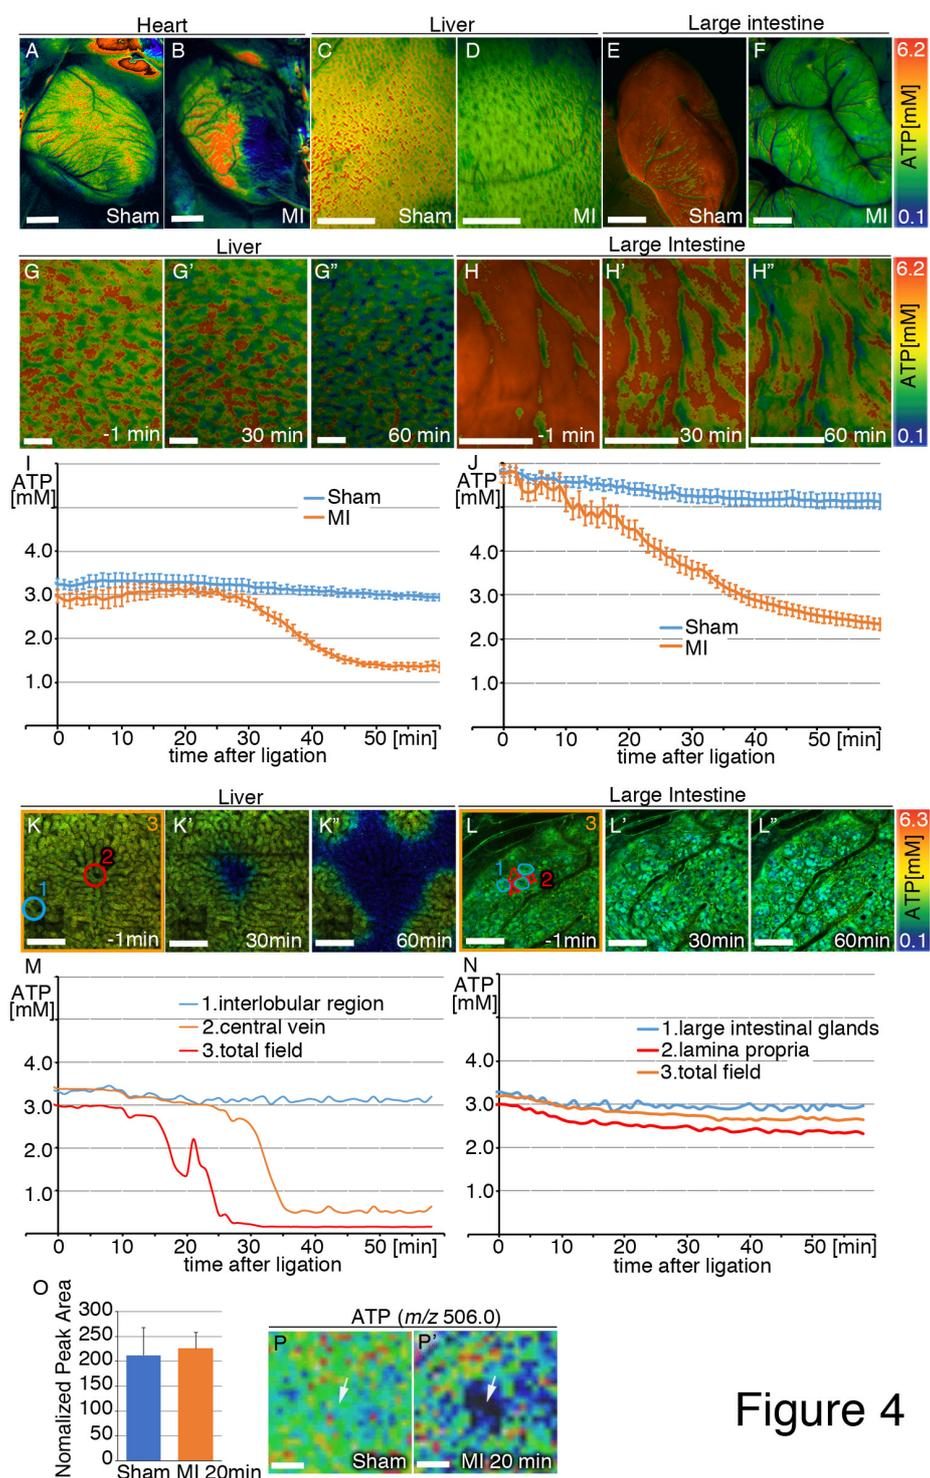 Heart Liver Large intestine
A B C D E F
Sham MI Sham MI Sham MI
6.2
ATP[mM]
0.1
Liver Large Intestine
G G' G" H H' H"
-1 min 30 min 60 min -1 min 30 min 60 min
6.2
ATP[mM]
0.1
I
ATP
[mM]
Sham
MI
4.0
3.0
2.0
1.0
0 10 20 30 40 50 [min]
time after ligation
J
ATP
[mM]
4.0
3.0
2.0
1.0
Sham
MI
0 10 20 30 40 50 [min]
time after ligation
Liver Large Intestine
K 3 K' K" L 3 L' L"
1 2 1 2
-1min 30min 60min -1min 30min 60min
6.3
ATP[mM]
0.1
M
ATP
[mM]
1.interlobular region
2.central vein
3.total field
4.0
3.0
2.0
1.0
0 10 20 30 40 50 [min]
time after ligation
N
ATP
[mM]
1.large intestinal glands
2.lamina propria
3.total field
4.0
3.0
2.0
1.0
0 10 20 30 40 50 [min]
time after ligation
O
Nomalized Peak Area
300
250
200
150
100
50
0
Sham MI 20min
ATP (m/z 506.0)
P P'
Sham MI 20 min
Figure 4